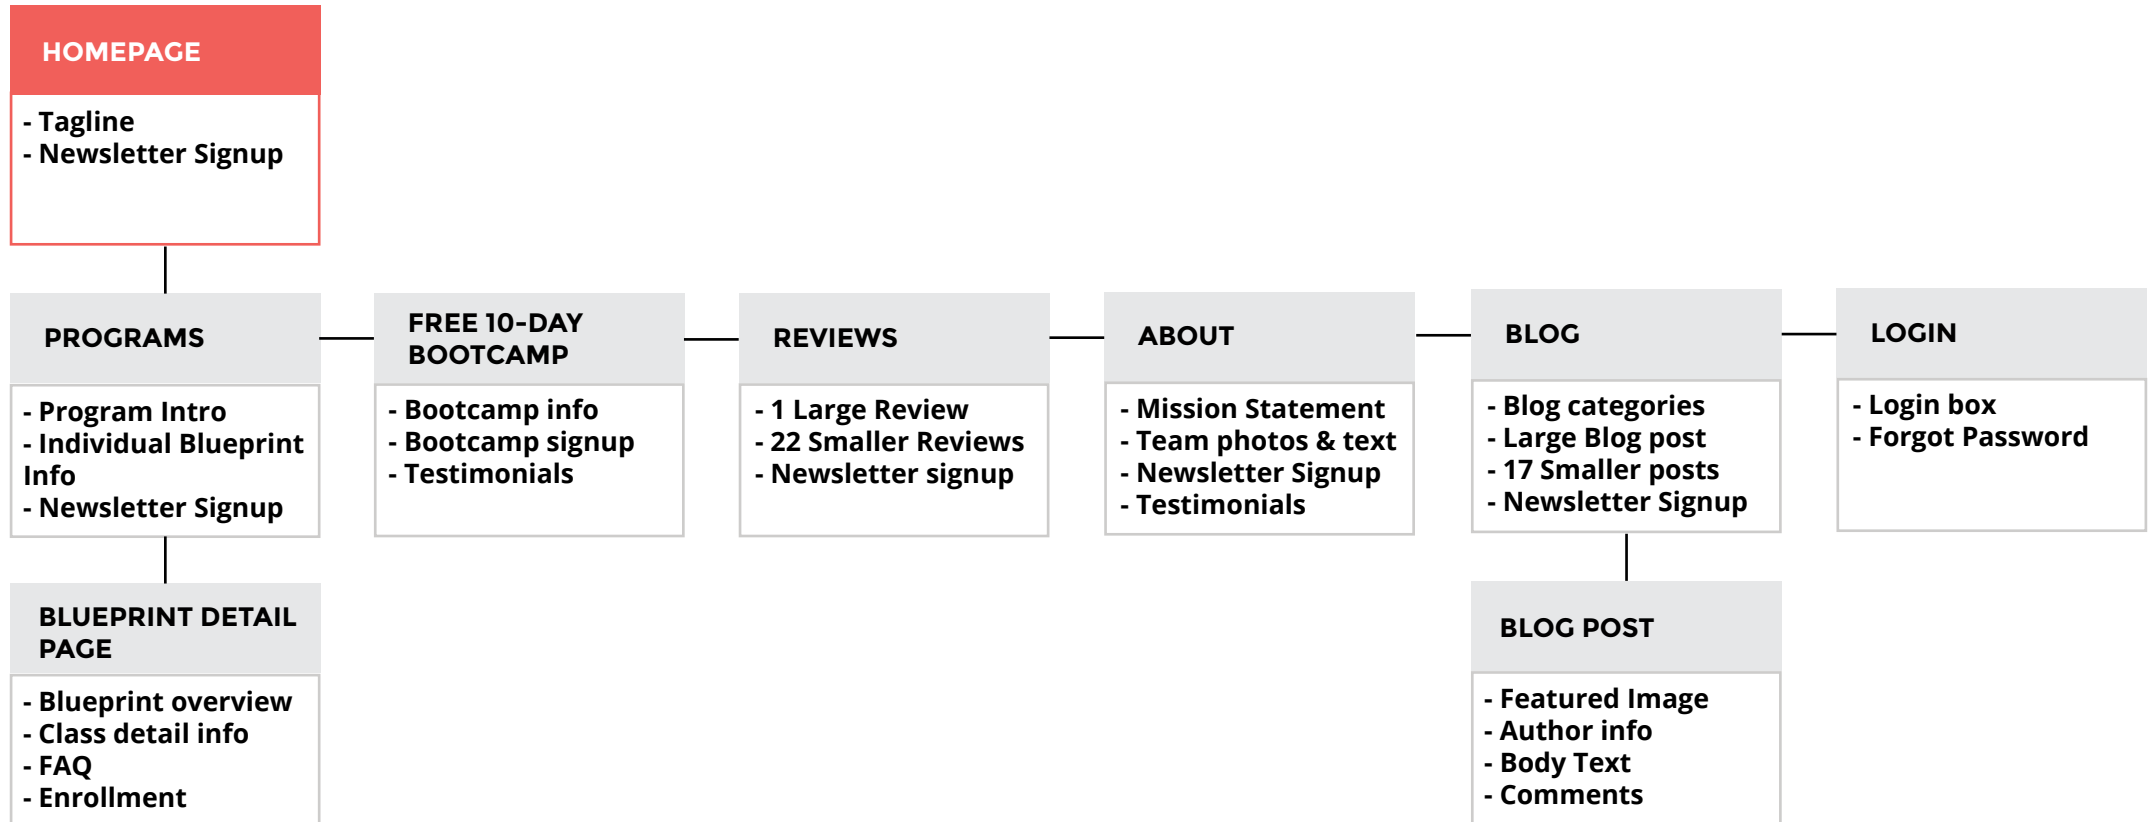 HOMEPAGE
- Tagline
- Newsletter Signup
PROGRAMS
- Program Intro
- Individual Blueprint
Info
- Newsletter Signup
FREE 10-DAY
BOOTCAMP
- Bootcamp info
- Bootcamp signup
- Testimonials
REVIEWS
- 1 Large Review
- 22 Smaller Reviews
- Newsletter signup
ABOUT
- Mission Statement
- Team photos & text
- Newsletter Signup
- Testimonials
BLOG
- Blog categories
- Large Blog post
- 17 Smaller posts
- Newsletter Signup
LOGIN
- Login box
- Forgot Password
BLUEPRINT DETAIL
PAGE
- Blueprint overview
- Class detail info
- FAQ
- Enrollment
BLOG POST
- Featured Image
- Author info
- Body Text
- Comments